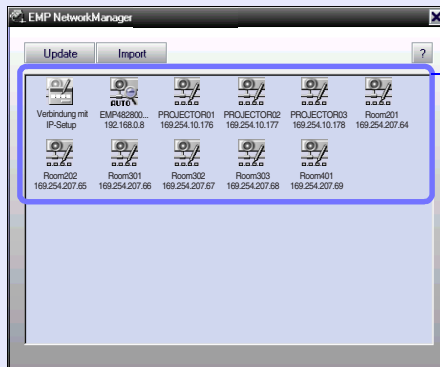 EMP NetworkManager
Update Import ?
Verbindung mit IP-Setup
EMP482800... 192.168.0.8
PROJECTOR01 169.254.10.176
PROJECTOR02 169.254.10.177
PROJECTOR03 169.254.10.178
Room201 169.254.207.64
Room202 169.254.207.65
Room301 169.254.207.66
Room302 169.254.207.67
Room303 169.254.207.68
Room401 169.254.207.69